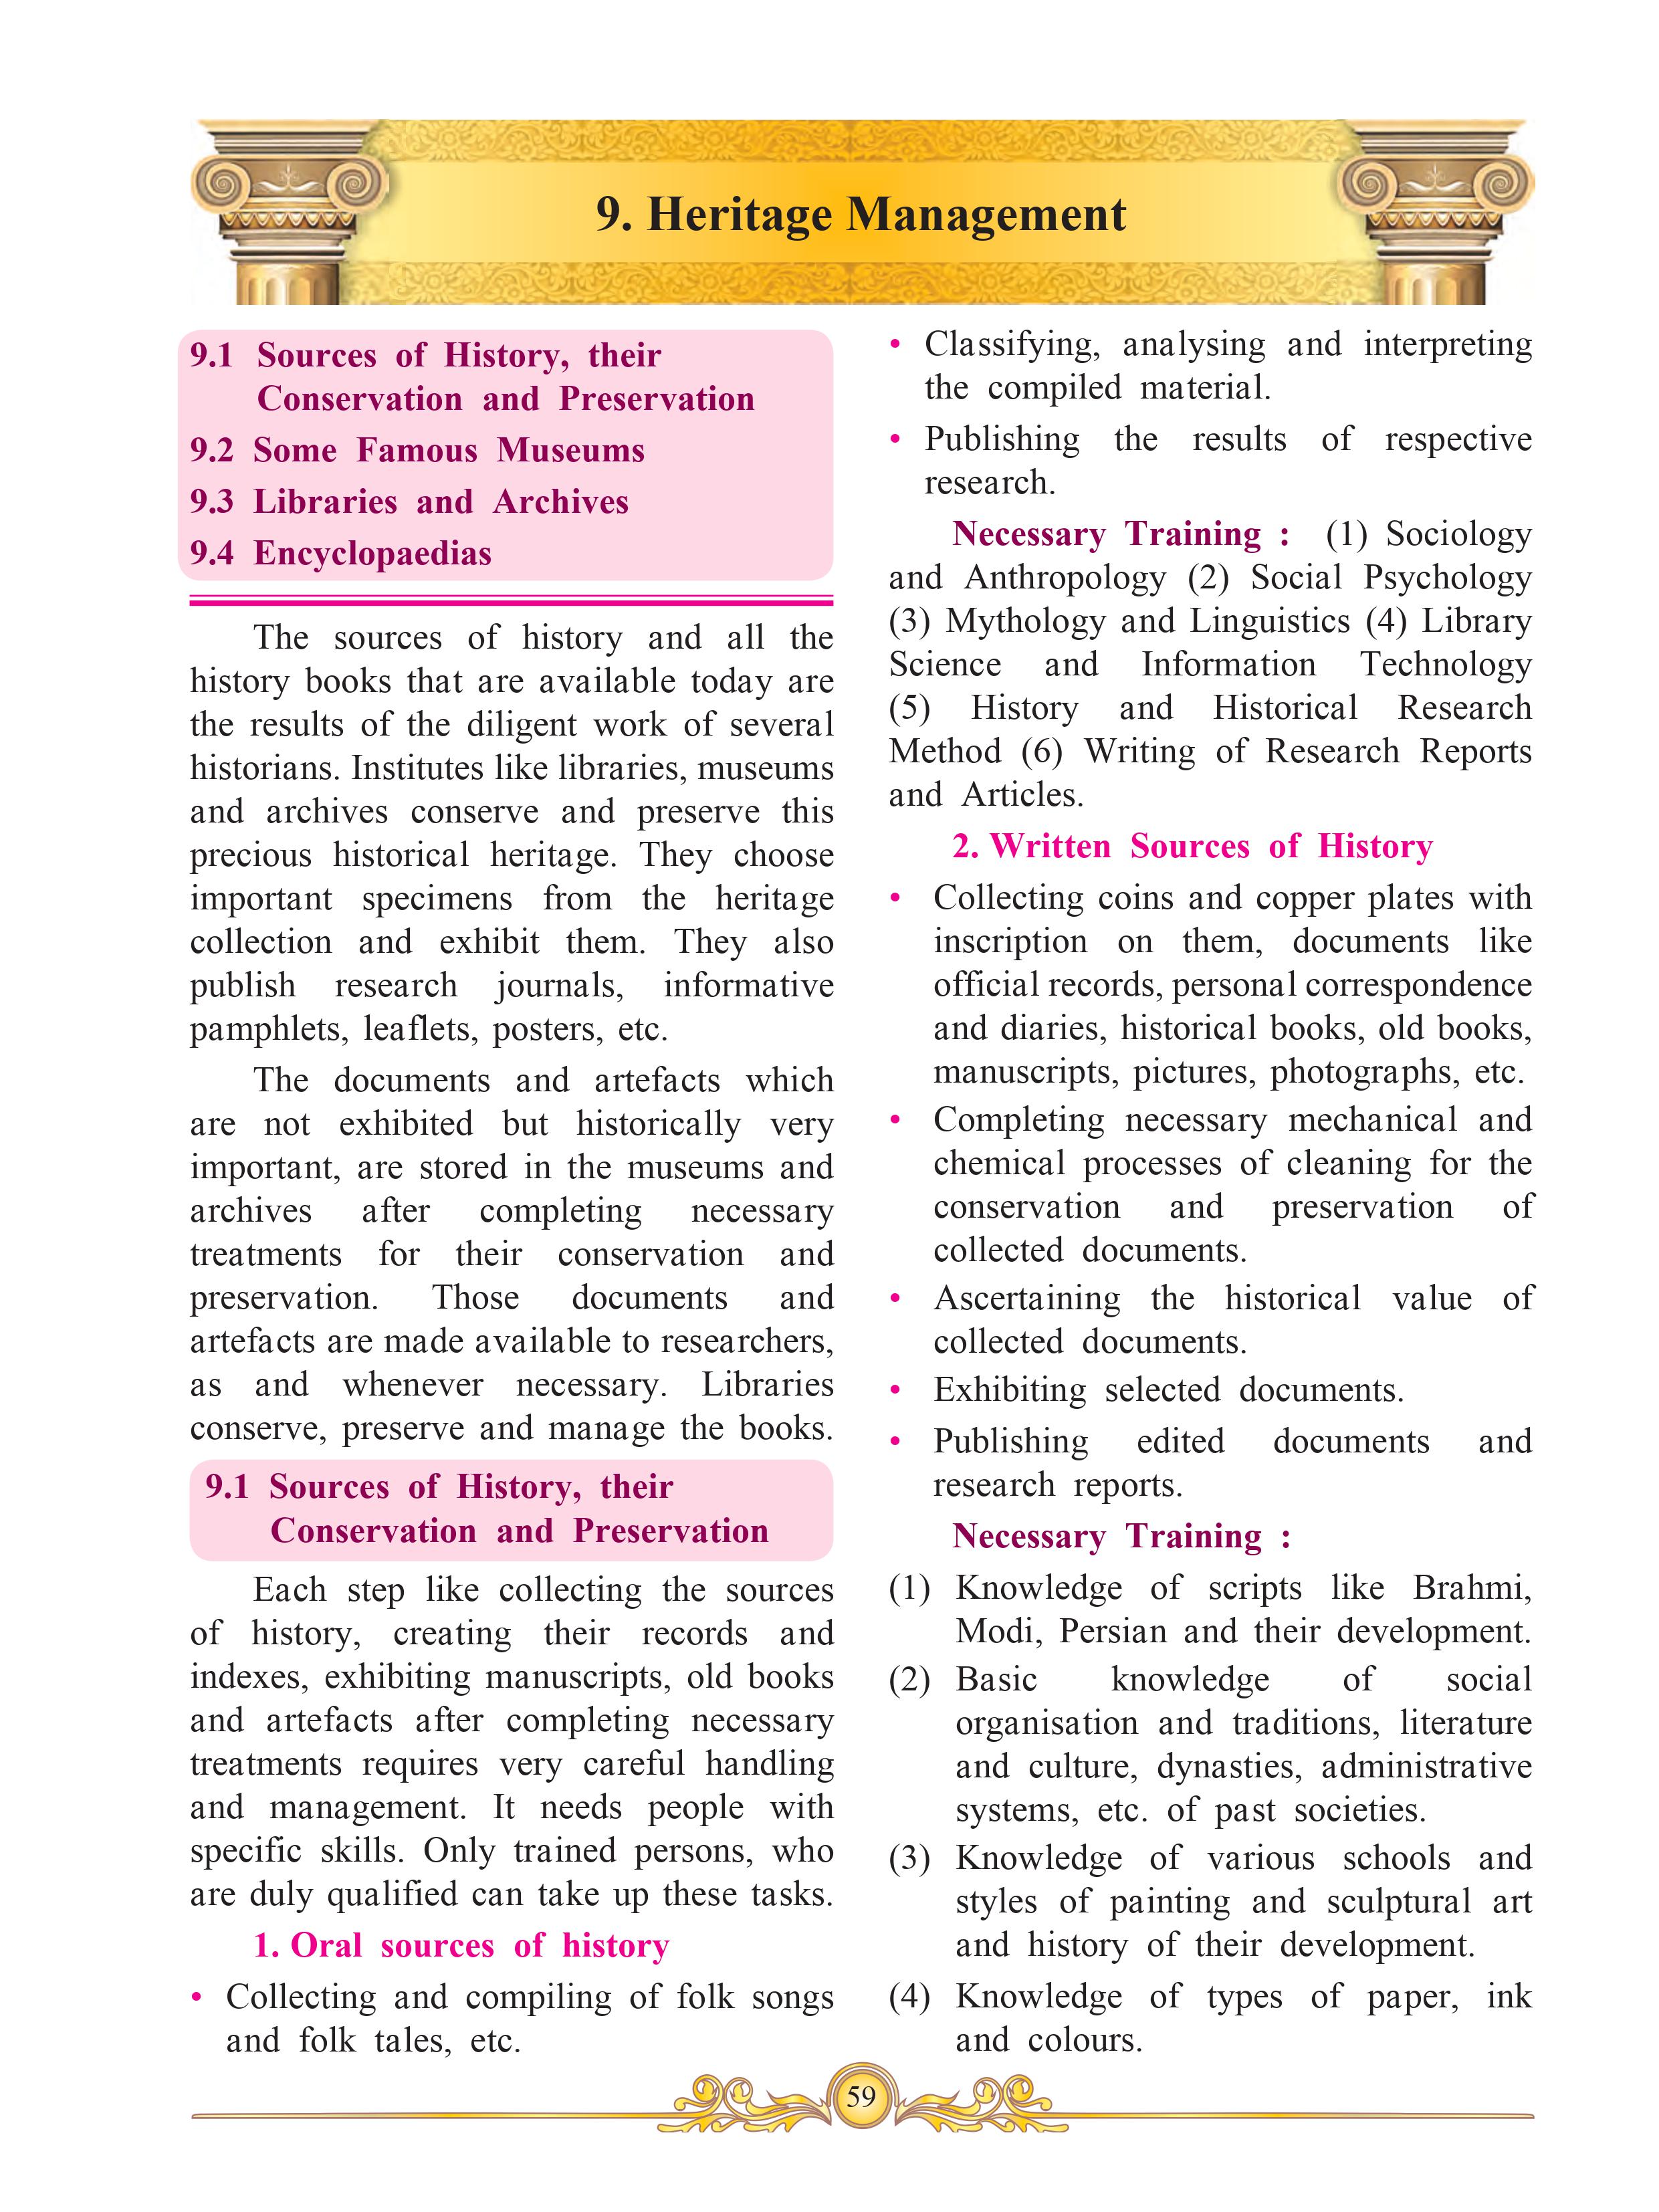 9. Heritage Management
9.1 Sources of History, their
Conservation and Preservation
9.2 Some Famous Museums
9.3 Libraries and Archives
9.4 Encyclopaedias
The sources of history and all the
history books that are available today are
the results of the diligent work of several
historians. Institutes like libraries, museums
and archives conserve and preserve this
precious historical heritage. They choose
important specimens from the heritage
collection and exhibit them. They also
publish research journals, informative
pamphlets, leaflets, posters, etc.
The documents and artefacts which
are not exhibited but historically very
important, are stored in the museums and
archives after completing necessary
treatments for their conservation and
preservation. Those documents and
artefacts are made available to researchers,
as and whenever necessary. Libraries
conserve, preserve and manage the books.
9.1 Sources of History, their
Conservation and Preservation
Each step like collecting the sources
of history, creating their records and
indexes, exhibiting manuscripts, old books
and artefacts after completing necessary
treatments requires very careful handling
and management. It needs people with
specific skills. Only trained persons, who
are duly qualified can take up these tasks.
1. Oral sources of history
• Collecting and compiling of folk songs
and folk tales, etc.
• Classifying, analysing and interpreting
the compiled material.
• Publishing the results of respective
research.
Necessary Training : (1) Sociology
and Anthropology (2) Social Psychology
(3) Mythology and Linguistics (4) Library
Science and Information Technology
(5) History and Historical Research
Method (6) Writing of Research Reports
and Articles.
2. Written Sources of History
• Collecting coins and copper plates with
inscription on them, documents like
official records, personal correspondence
and diaries, historical books, old books,
manuscripts, pictures, photographs, etc.
• Completing necessary mechanical and
chemical processes of cleaning for the
conservation and preservation of
collected documents.
• Ascertaining the historical value of
collected documents.
• Exhibiting selected documents.
• Publishing edited documents and
research reports.
Necessary Training :
(1) Knowledge of scripts like Brahmi,
Modi, Persian and their development.
(2) Basic knowledge of social
organisation and traditions, literature
and culture, dynasties, administrative
systems, etc. of past societies.
(3) Knowledge of various schools and
styles of painting and sculptural art
and history of their development.
(4) Knowledge of types of paper, ink
and colours.
59